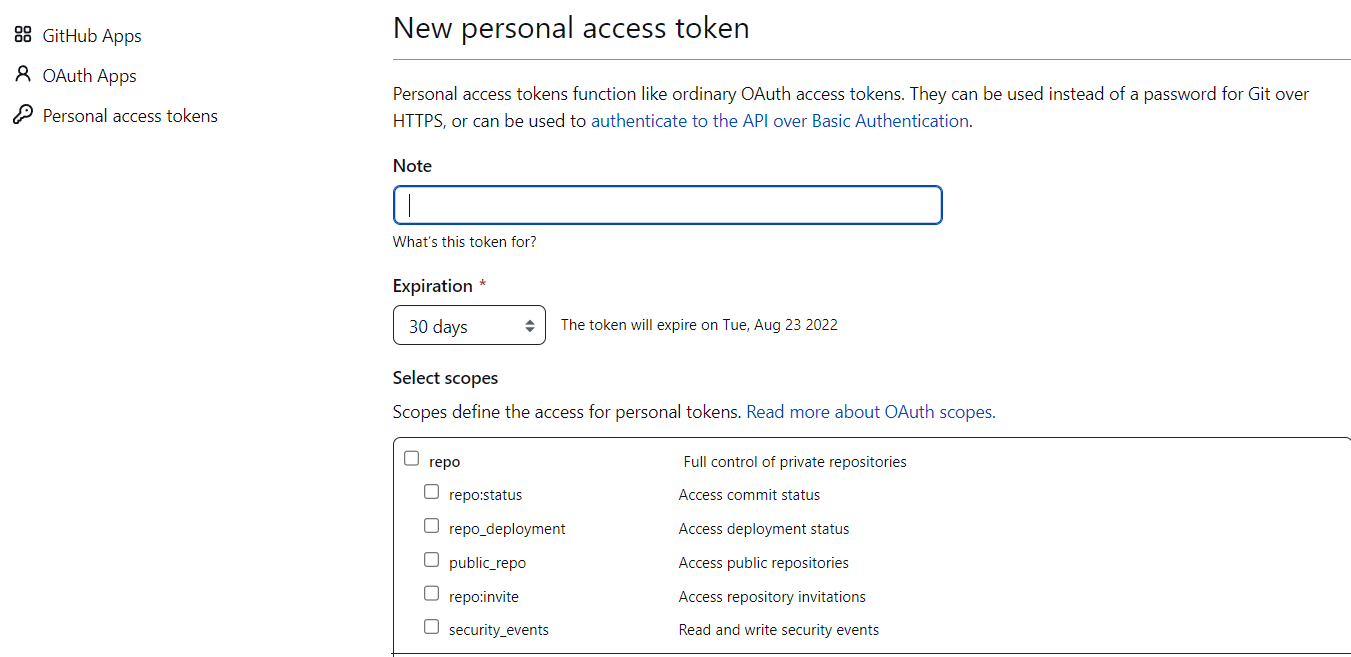 GitHub Apps
OAuth Apps
Personal access tokens
New personal access token
Personal access tokens function like ordinary OAuth access tokens. They can be used instead of a password for Git over
HTTPS, or can be used to authenticate to the API over Basic Authentication.
Note
What's this token for?
Expiration *
30 days The token will expire on Tue, Aug 23 2022
Select scopes
Scopes define the access for personal tokens. Read more about OAuth scopes.
repo Full control of private repositories
repo:status Access commit status
repo_deployment Access deployment status
public_repo Access public repositories
repo:invite Access repository invitations
security_events Read and write security events